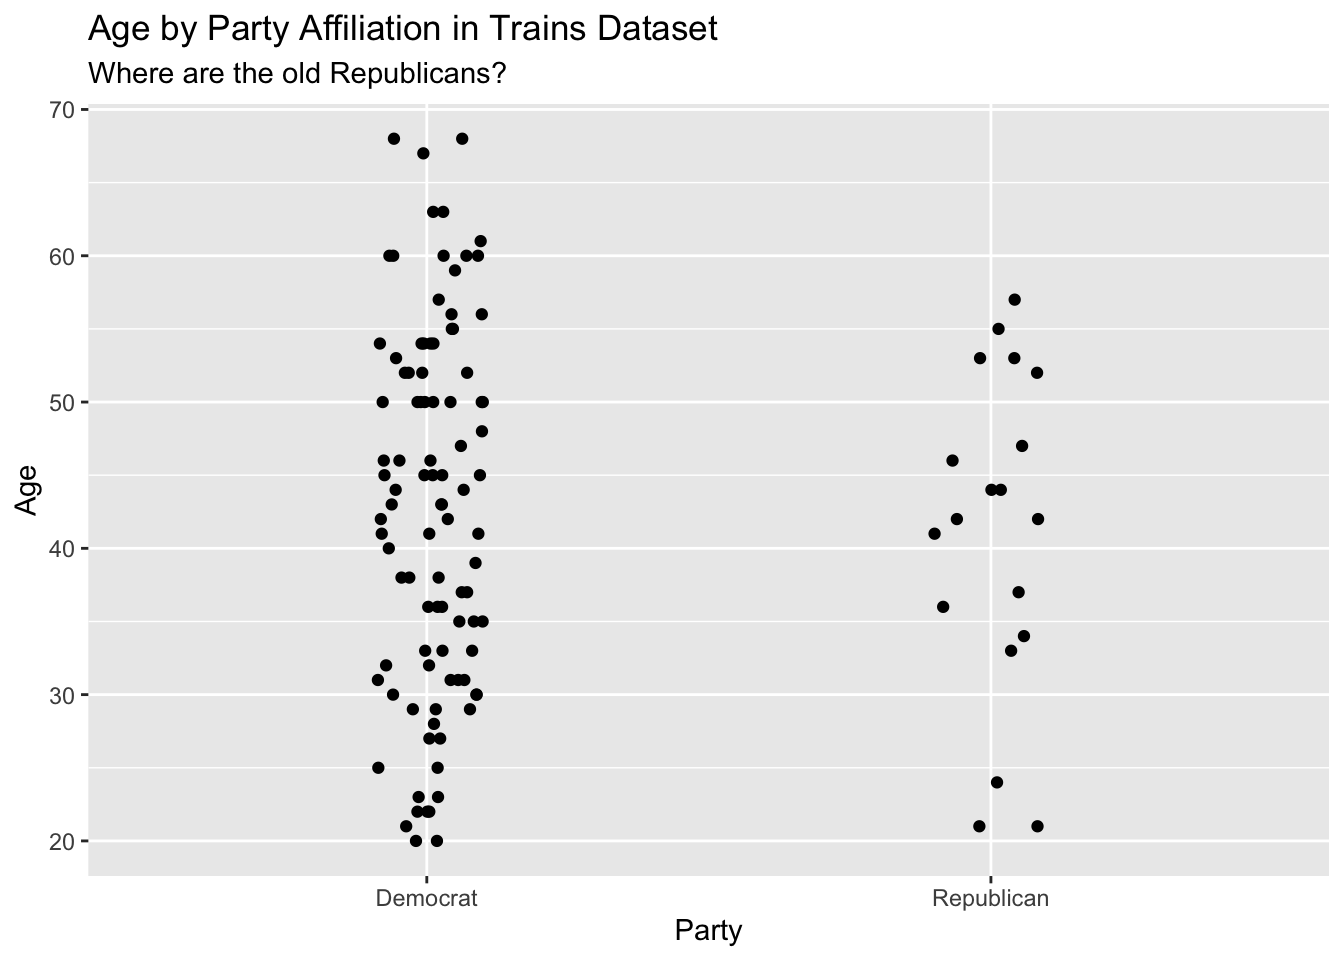 Age by Party Affiliation in Trains Dataset
Where are the old Republicans?
70
60
50
40
30
20
Age
Democrat
Republican
Party